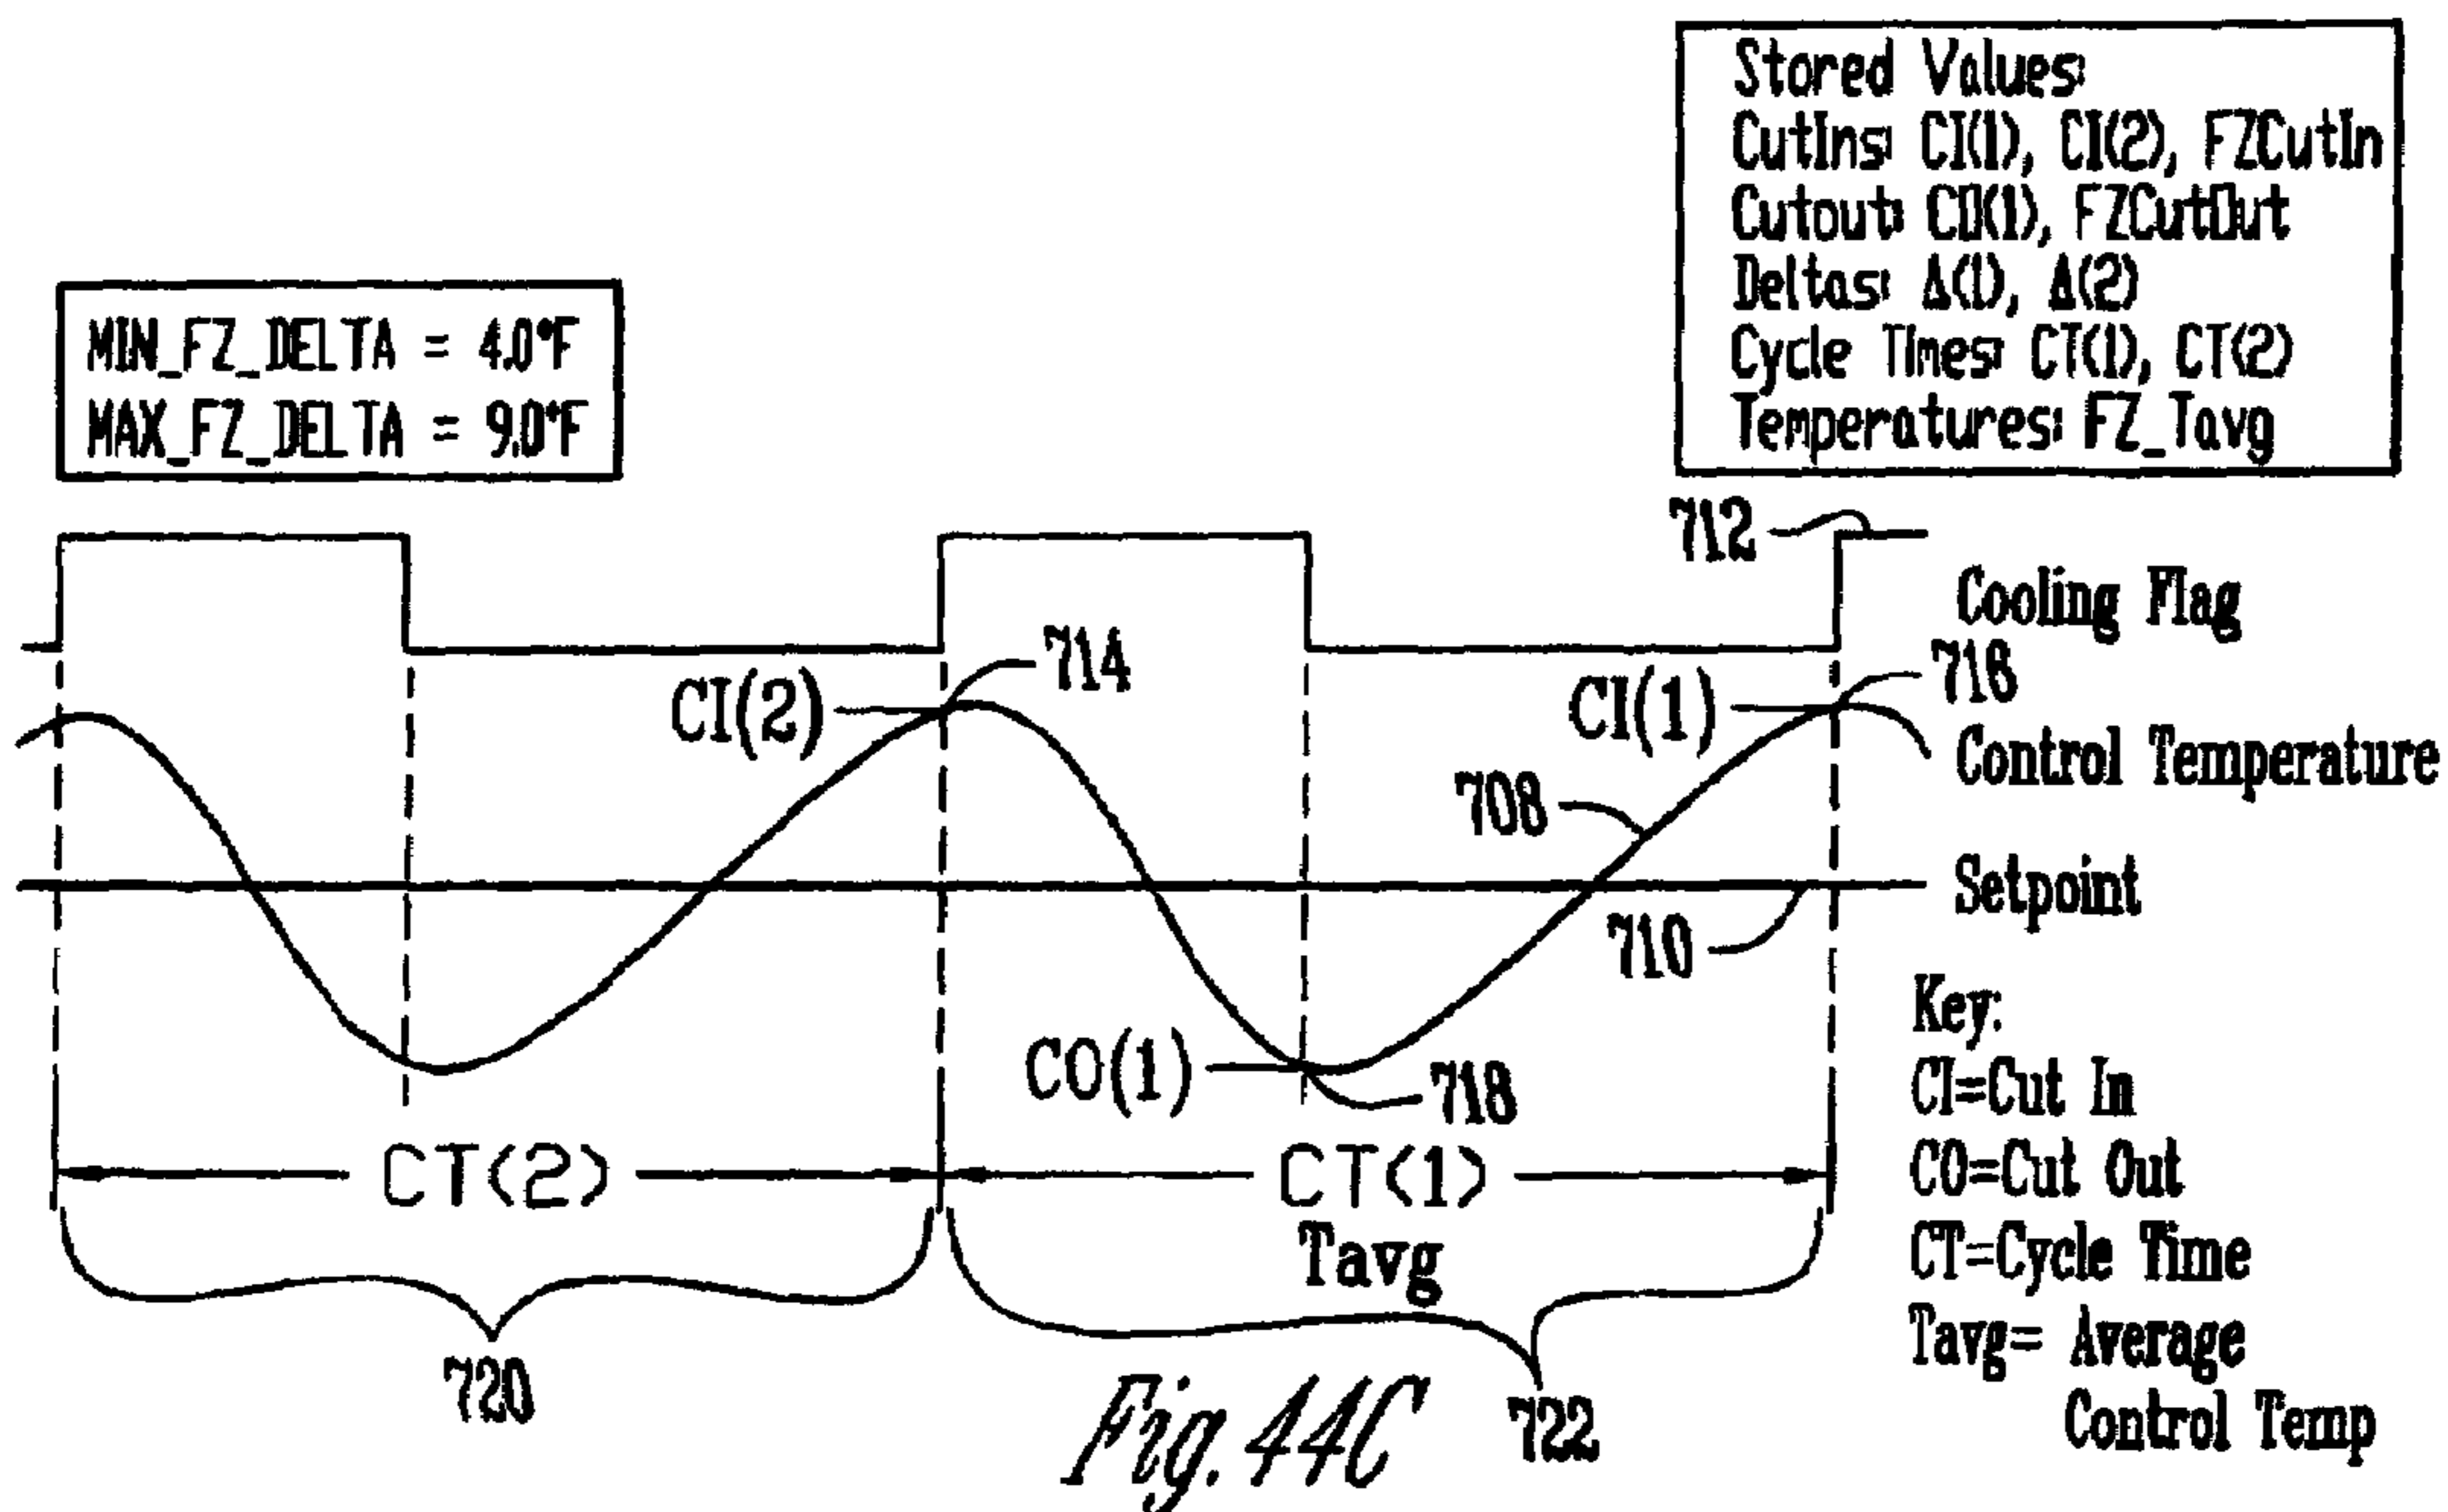 Stored Values:
CutIns: CI(1), CI(2), FZCutIn
Cutout: CO(1), FZCutOut
Deltas: Δ(1), Δ(2)
Cycle Times: CT(1), CT(2)
Temperatures: FZ_Tavg
MIN_FZ_DELTA = 4.0°F
MAX_FZ_DELTA = 9.0°F
712
Cooling Flag
CI(2)
714
CI(1)
716
Control Temperature
708
Setpoint
710
CO(1)
718
Key:
CI=Cut In
CO=Cut Out
CT=Cycle Time
Tavg= Average
Control Temp
CT(2)
CT(1)
Tavg
720
722
Fig. 44C